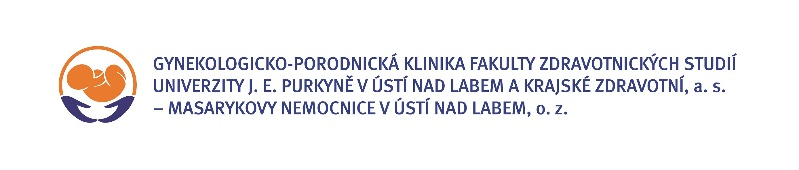 GYNEKOLOGICKO-PORODNICKÁ KLINIKA FAKULTY ZDRAVOTNICKÝCH STUDIÍ
UNIVERZITY J. E. PURKYNĚ V ÚSTÍ NAD LABEM A KRAJSKÉ ZDRAVOTNÍ, a. s.
– MASARYKOVY NEMOCNICE V ÚSTÍ NAD LABEM, o. z.